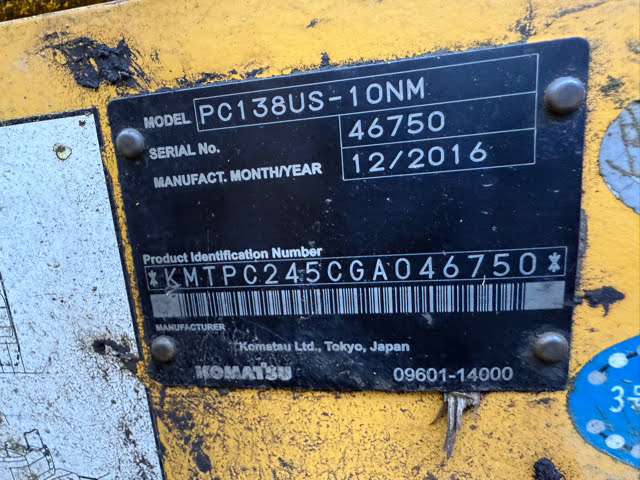 MODEL PC138US-10NM
SERIAL No. 46750
MANUFACT. MONTH/YEAR 12/2016
Product Identification Number
*KMTPC245CGA046750*
MANUFACTURER
Komatsu Ltd., Tokyo, Japan
KOMATSU 09601-14000
3